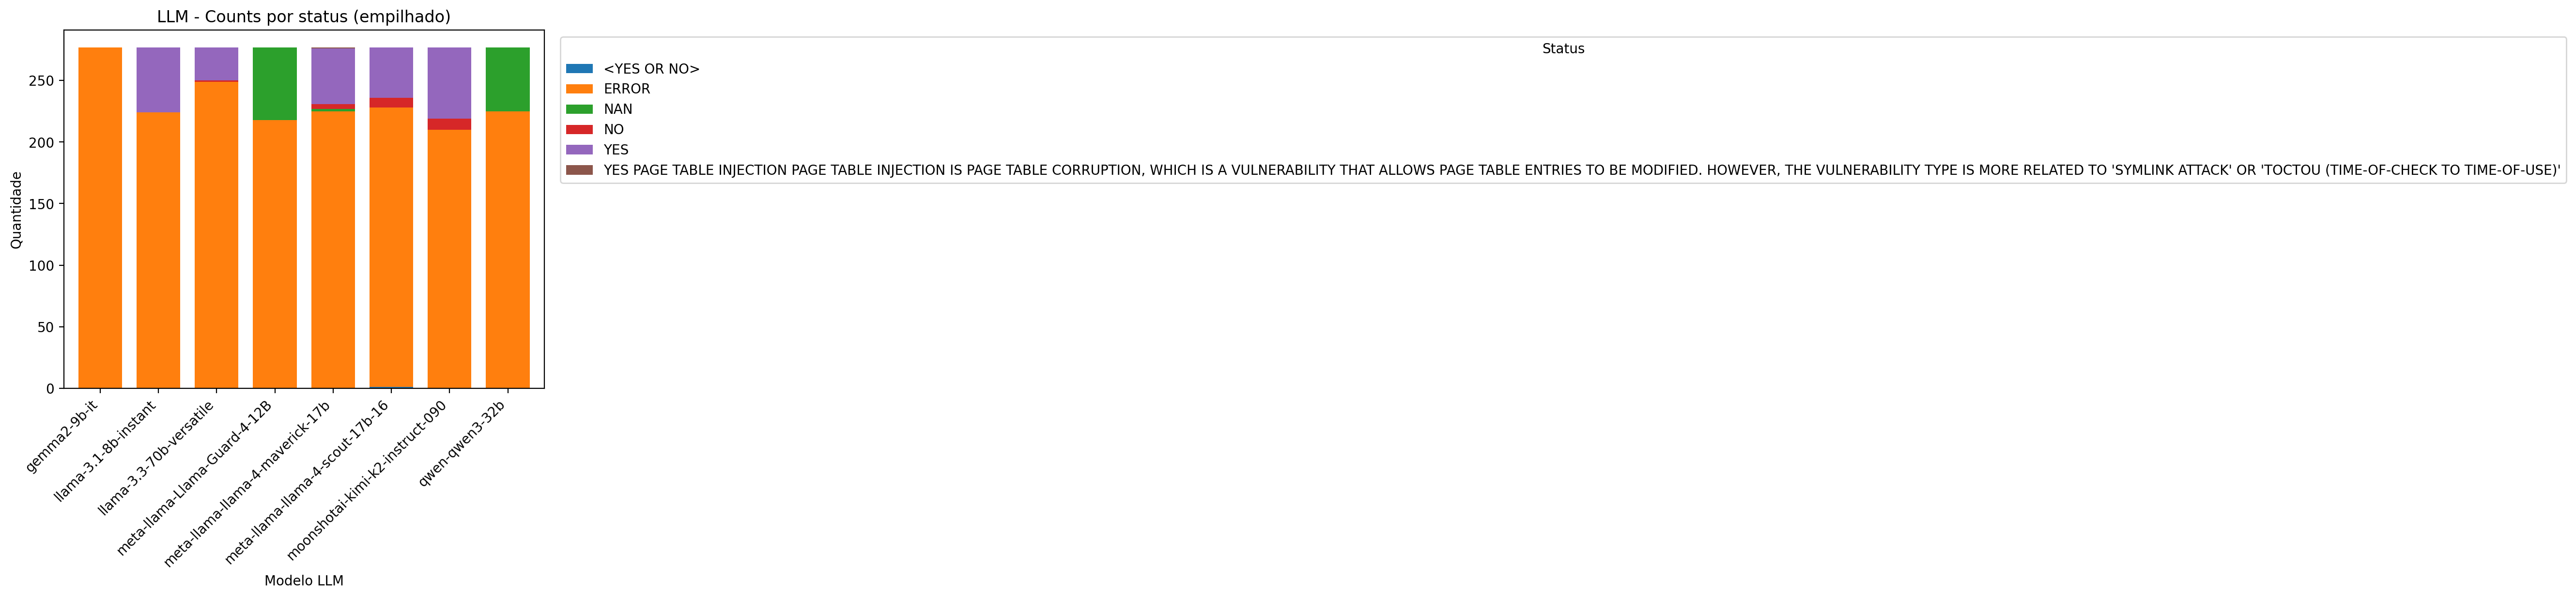 LLM - Counts por status (empilhado)
Quantidade
250
200
150
100
50
0
gemma2-9b-it
llama-3.1-8b-instant
llama-3.3-70b-versatile
meta-llama-Llama-Guard-4-12B
meta-llama-llama-4-maverick-17b
meta-llama-llama-4-scout-17b-16
moonshotai-kimi-k2-instruct-090
qwen-qwen3-32b
Modelo LLM
Status
<YES OR NO>
ERROR
NAN
NO
YES
YES PAGE TABLE INJECTION PAGE TABLE INJECTION IS PAGE TABLE CORRUPTION, WHICH IS A VULNERABILITY THAT ALLOWS PAGE TABLE ENTRIES TO BE MODIFIED. HOWEVER, THE VULNERABILITY TYPE IS MORE RELATED TO 'SYMLINK ATTACK' OR 'TOCTOU (TIME-OF-CHECK TO TIME-OF-USE)'